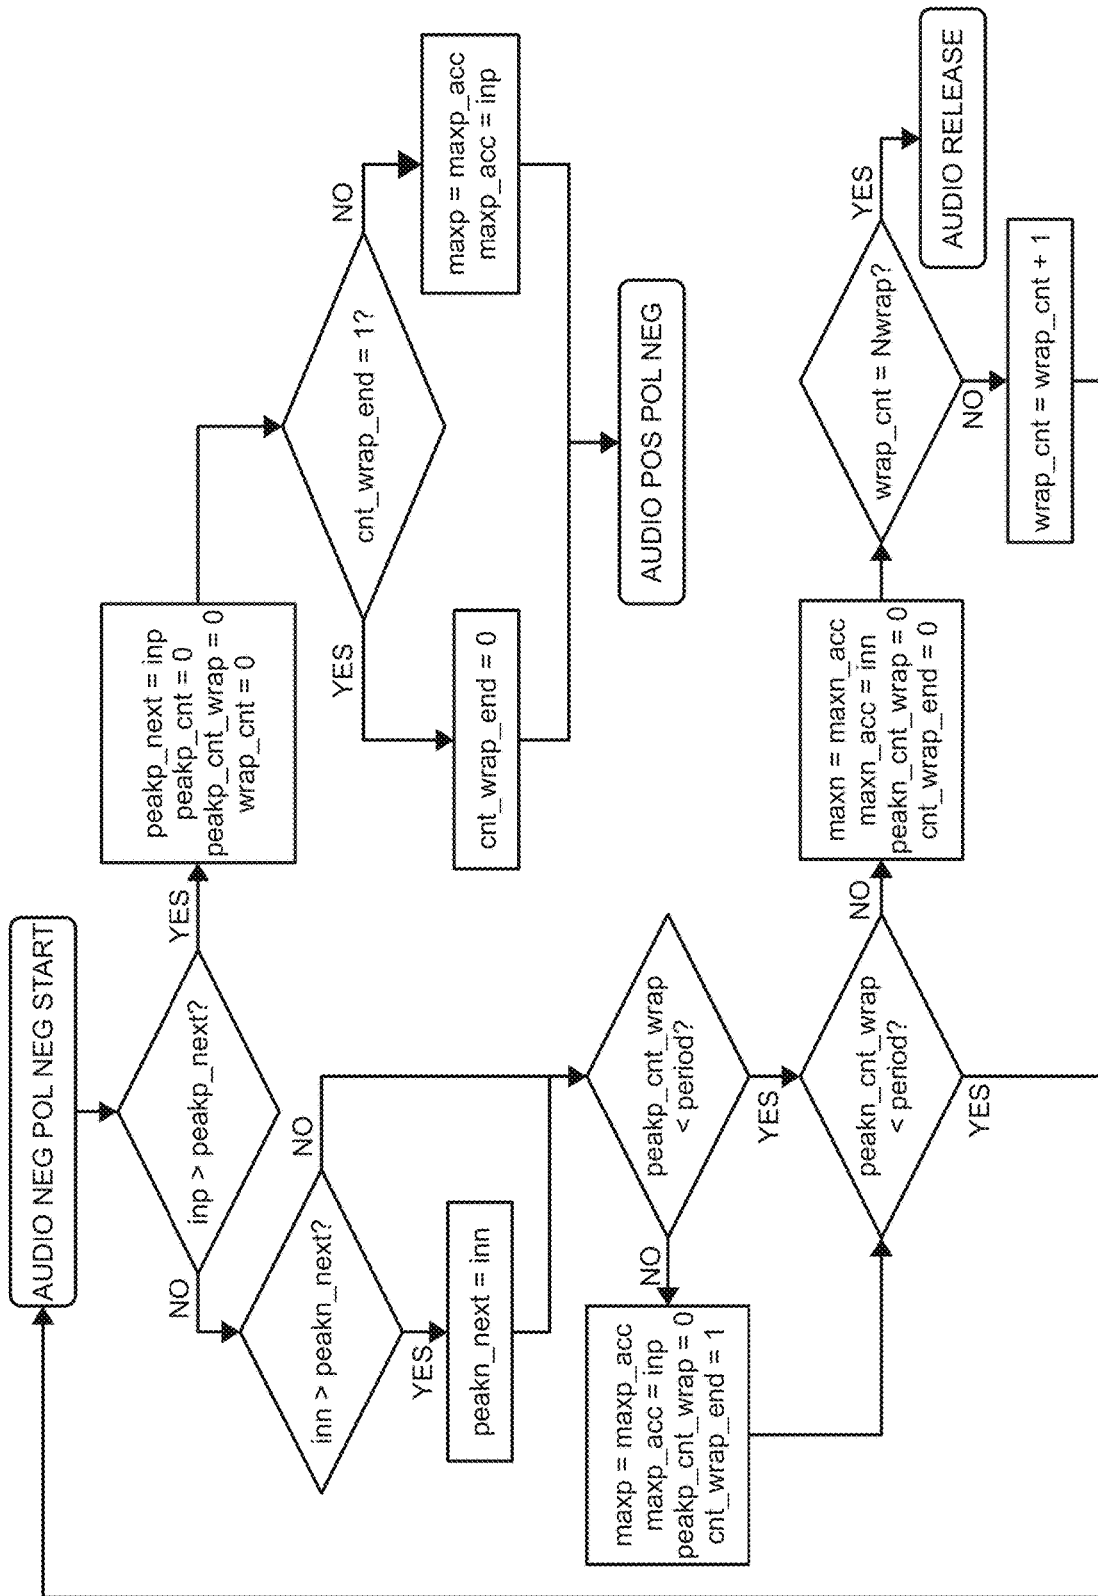 AUDIO NEG POL NEG START
inp > peakp_next?
YES
NO
peakp_next = inp
peakp_cnt = 0
peakp_cnt_wrap = 0
wrap_cnt = 0
cnt_wrap_end = 1?
YES
NO
cnt_wrap_end = 0
maxp = maxp_acc
maxp_acc = inp
AUDIO POS POL NEG
inn > peakn_next?
NO
YES
peakn_next = inn
peakp_cnt_wrap
< period?
NO
YES
maxp = maxp_acc
maxp_acc = inp
peakp_cnt_wrap = 0
cnt_wrap_end = 1
peakn_cnt_wrap
< period?
NO
YES
maxn = maxn_acc
maxn_acc = inn
peakn_cnt_wrap = 0
cnt_wrap_end = 0
wrap_cnt = Nwrap?
YES
NO
AUDIO RELEASE
wrap_cnt = wrap_cnt + 1